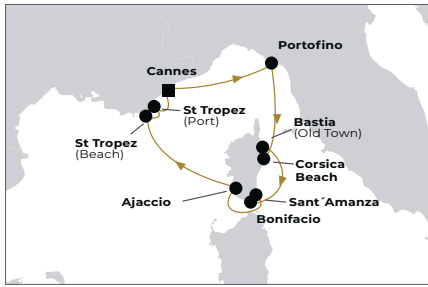 Portofino
Cannes
St Tropez
(Port)
Bastia
(Old Town)
St Tropez
(Beach)
Corsica
Beach
Ajaccio
Sant´Amanza
Bonifacio